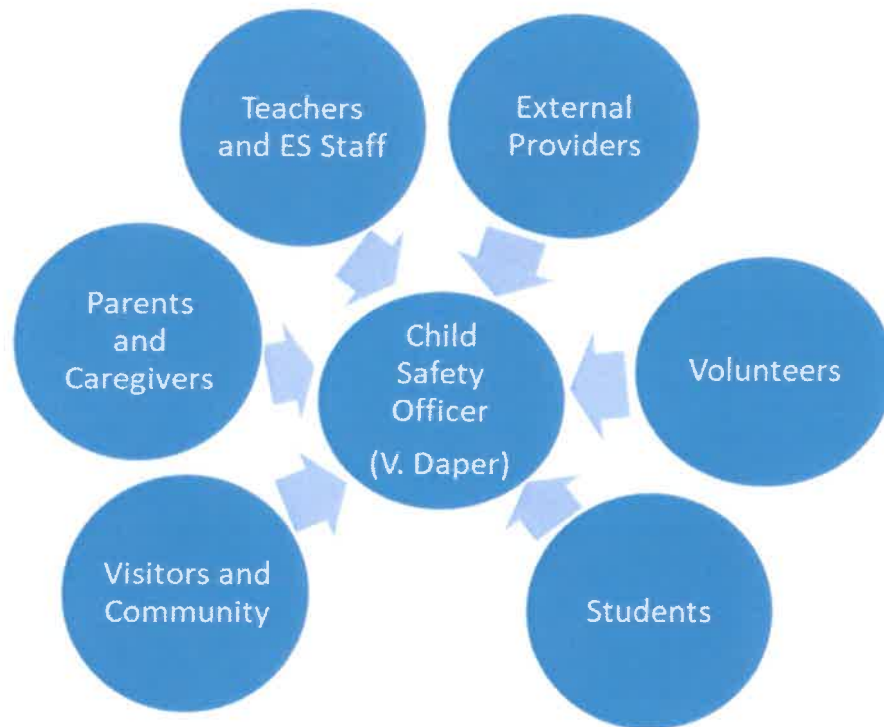 Teachers
and ES Staff
External
Providers
Parents
and
Caregivers
Child
Safety
Officer
(V. Daper)
Volunteers
Visitors and
Community
Students